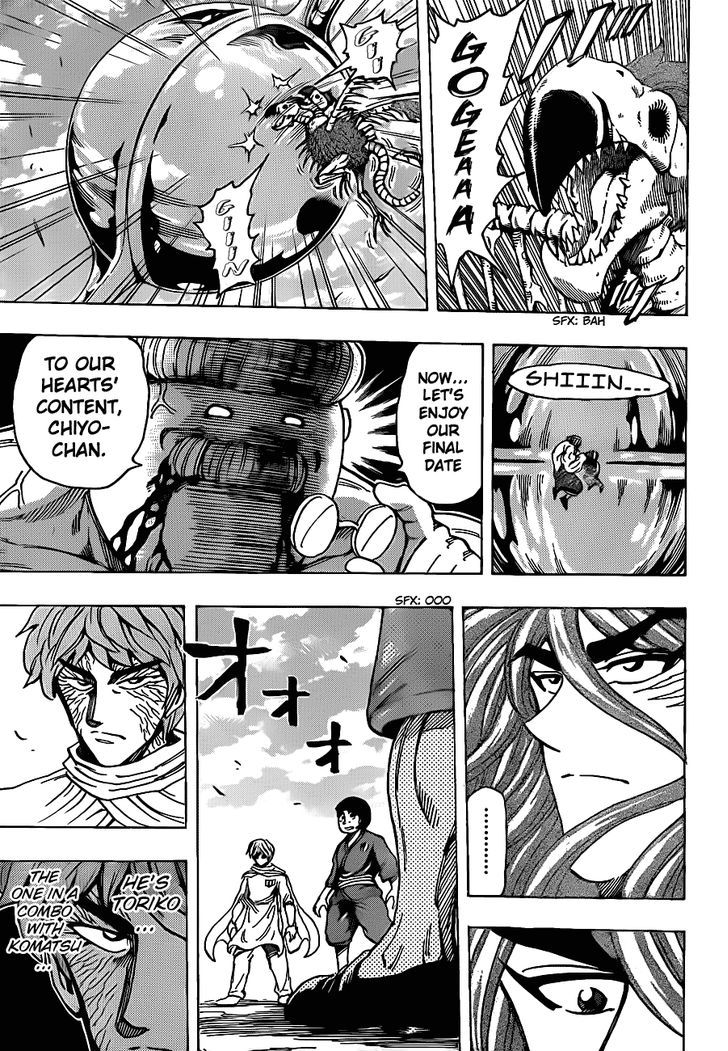 GOGEAAA
SFX: BAH
GII
GIIIN
SHIIIN...
NOW...
LET'S
ENJOY
OUR
FINAL
DATE
TO OUR
HEARTS'
CONTENT,
CHIYO-
CHAN.
SFX: OOO
..........
オオオ
HE'S
TORIKO
...
THE
ONE IN A
COMBO
WITH
KOMATSU
...